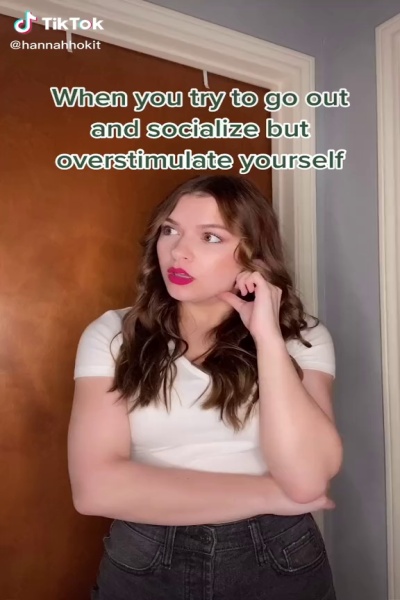 TikTok
@hannahhokit
When you try to go out
and socialize but
overstimulate yourself